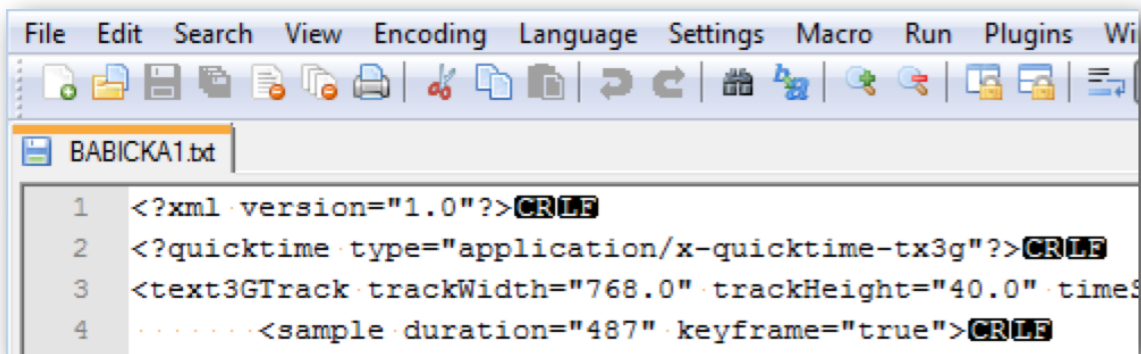 File Edit Search View Encoding Language Settings Macro Run Plugins
BABICKA1.txt
1 <?xml version="1.0"?>CRLF
2 <?quicktime type="application/x-quicktime-tx3g"?>CRLF
3 <text3GTrack trackWidth="768.0" trackHeight="40.0"
4 <sample duration="487" keyframe="true">CRLF